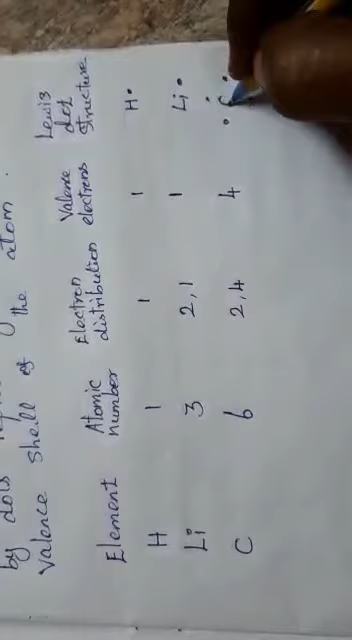 by dots
Valence shell of the atom.
Element Atomic number Electron distribution Valence electrons Lewis dot structure
H 1 1 1 H•
Li 3 2,1 1 Li•
C 6 2,4 4